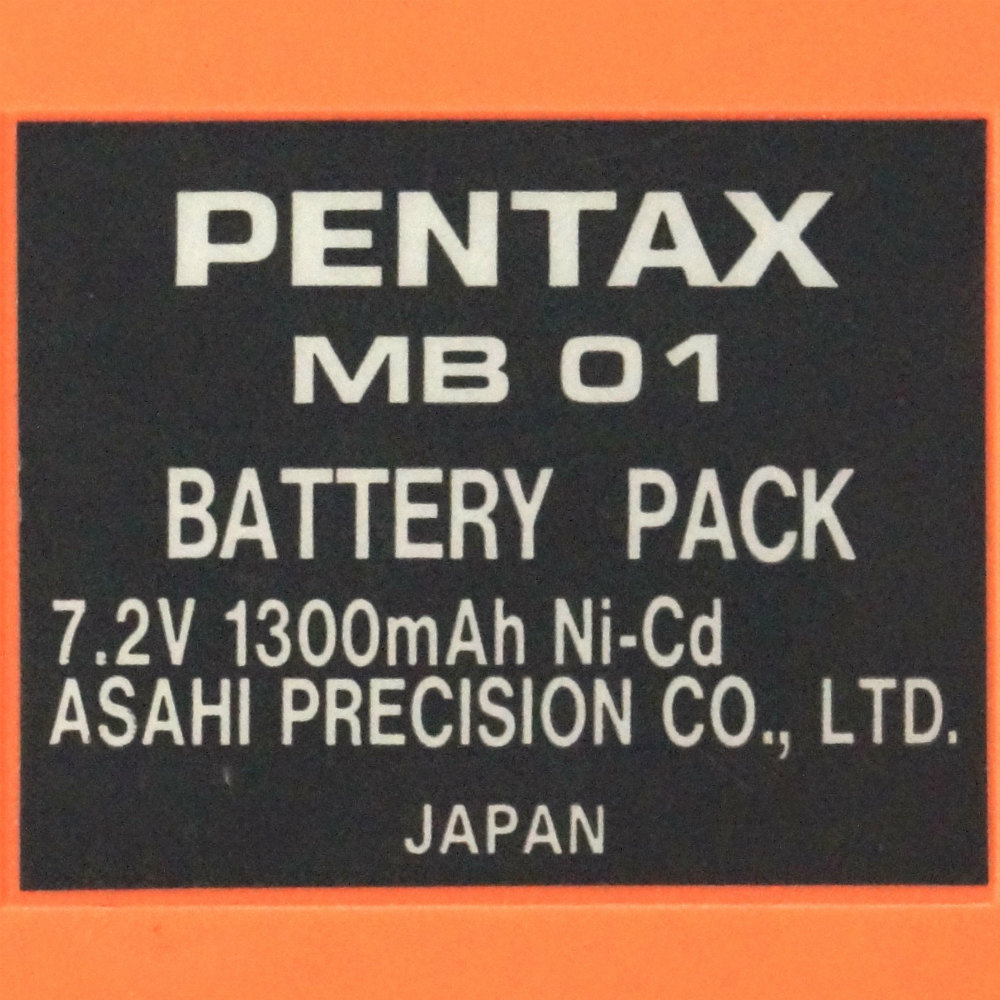 PENTAX
MB 01
BATTERY PACK
7.2V 1300mAh Ni-Cd
ASAHI PRECISION CO., LTD.
JAPAN